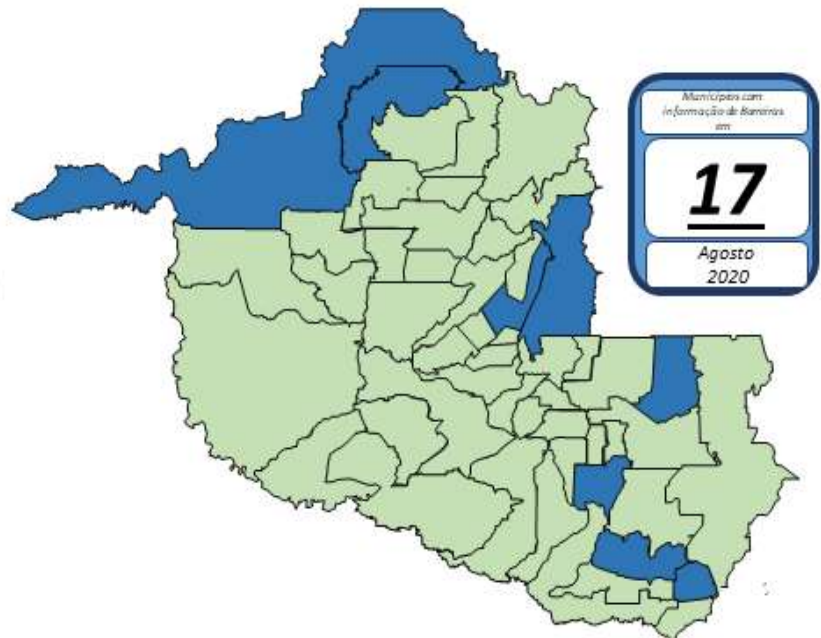 Municípios com
informação de Barreiras
em
17
Agosto
2020